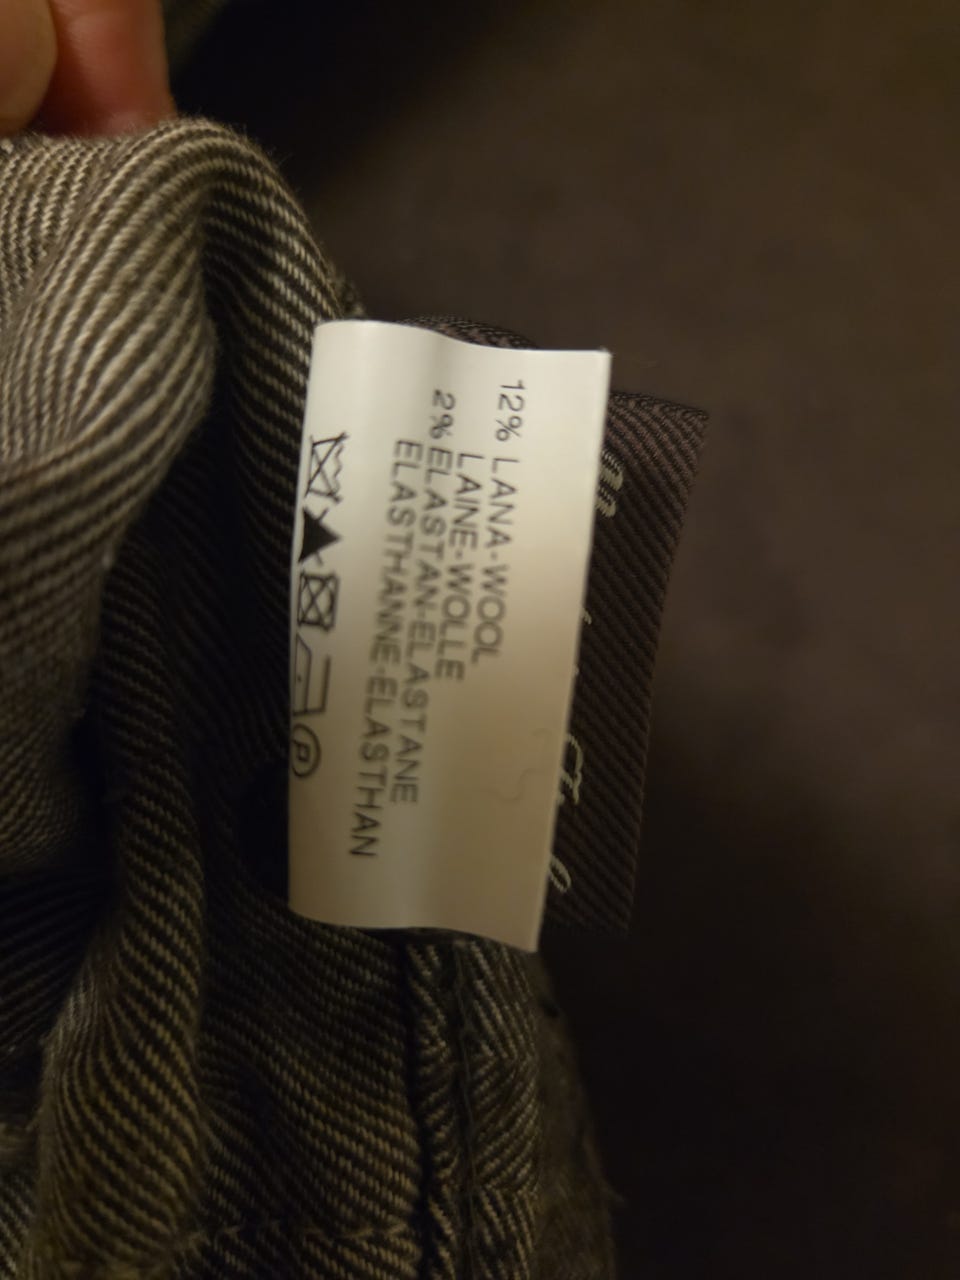 12% LANA-WOOL
LAINE-WOLLE
2% ELASTAN-ELASTANE
ELASTHANNE-ELASTHAN
P